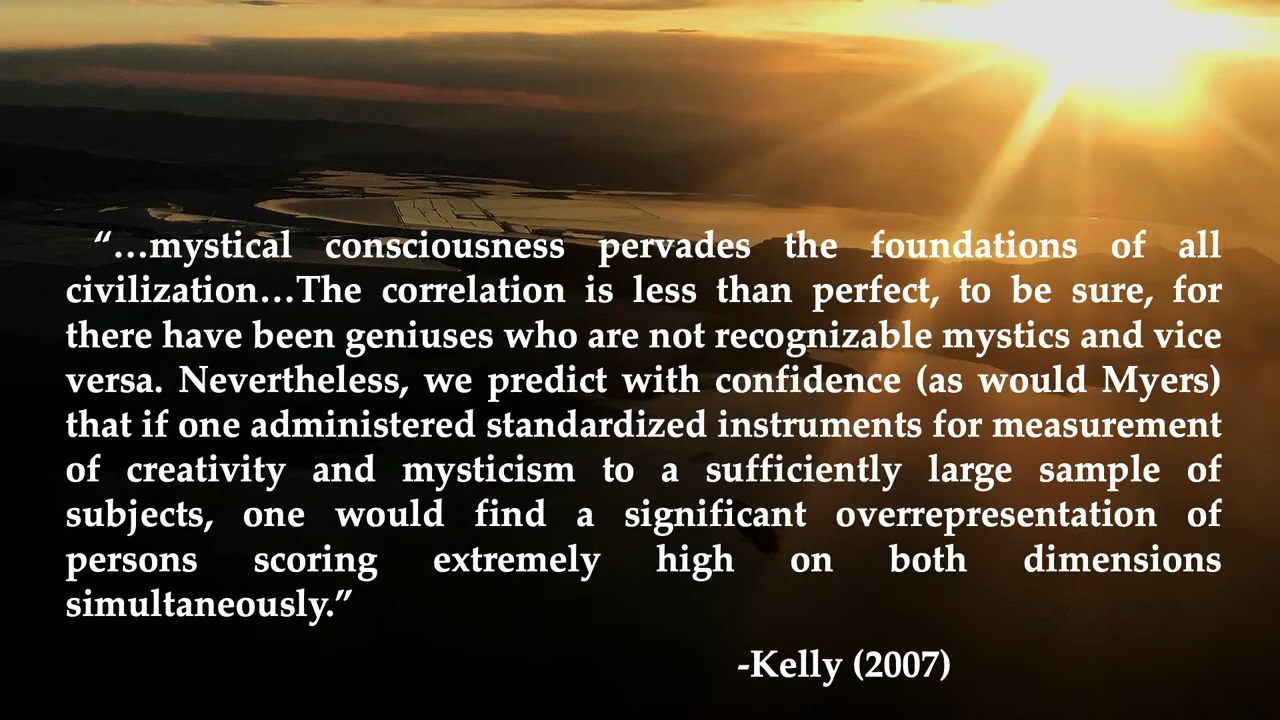 “…mystical consciousness pervades the foundations of all
civilization…The correlation is less than perfect, to be sure, for
there have been geniuses who are not recognizable mystics and vice
versa. Nevertheless, we predict with confidence (as would Myers)
that if one administered standardized instruments for measurement
of creativity and mysticism to a sufficiently large sample of
subjects, one would find a significant overrepresentation of
persons scoring extremely high on both dimensions
simultaneously.”
-Kelly (2007)